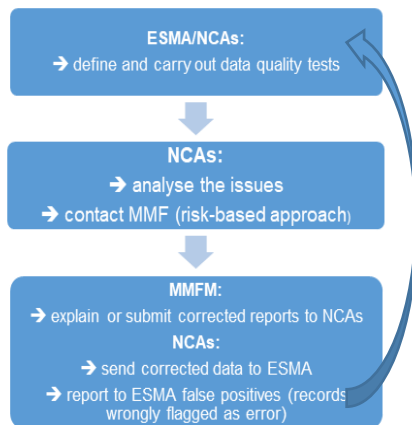 ESMA/NCAs:
➔ define and carry out data quality tests
NCAs:
➔ analyse the issues
➔ contact MMF (risk-based approach)
MMFM:
➔ explain or submit corrected reports to NCAs
NCAs:
➔ send corrected data to ESMA
➔ report to ESMA false positives (records
wrongly flagged as error)